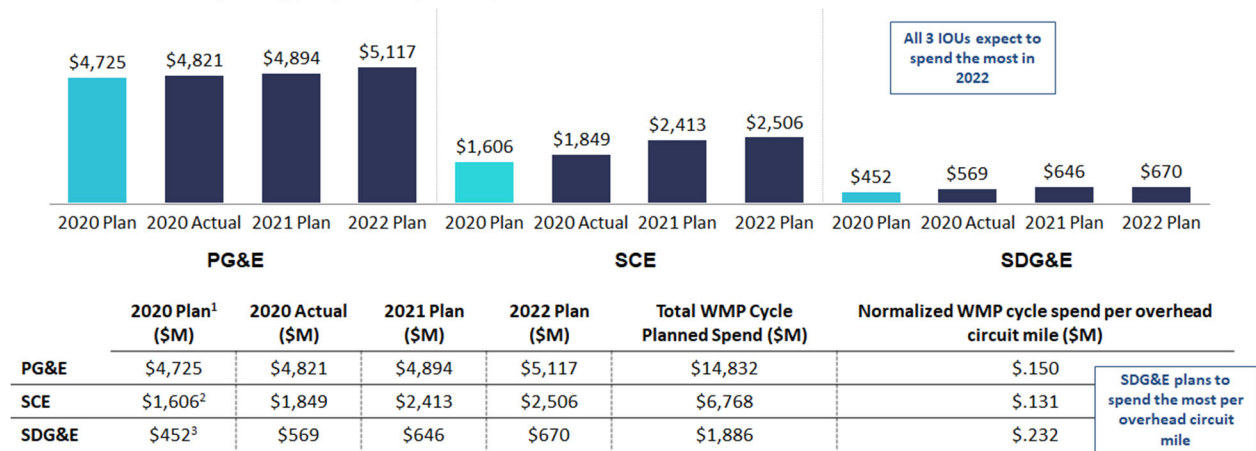 $4,725 $4,821 $4,894 $5,117
$1,606 $1,849 $2,413 $2,506
$452 $569 $646 $670
All 3 IOUs expect to
spend the most in
2022
2020 Plan 2020 Actual 2021 Plan 2022 Plan 2020 Plan 2020 Actual 2021 Plan 2022 Plan 2020 Plan 2020 Actual 2021 Plan 2022 Plan
PG&E SCE SDG&E
2020 Plan¹ 2020 Actual 2021 Plan 2022 Plan Total WMP Cycle Normalized WMP cycle spend per overhead
($M) ($M) ($M) ($M) Planned Spend ($M) circuit mile ($M)
PG&E $4,725 $4,821 $4,894 $5,117 $14,832 $.150
SCE $1,606² $1,849 $2,413 $2,506 $6,768 $.131
SDG&E $452³ $569 $646 $670 $1,886 $.232
SDG&E plans to
spend the most per
overhead circuit
mile